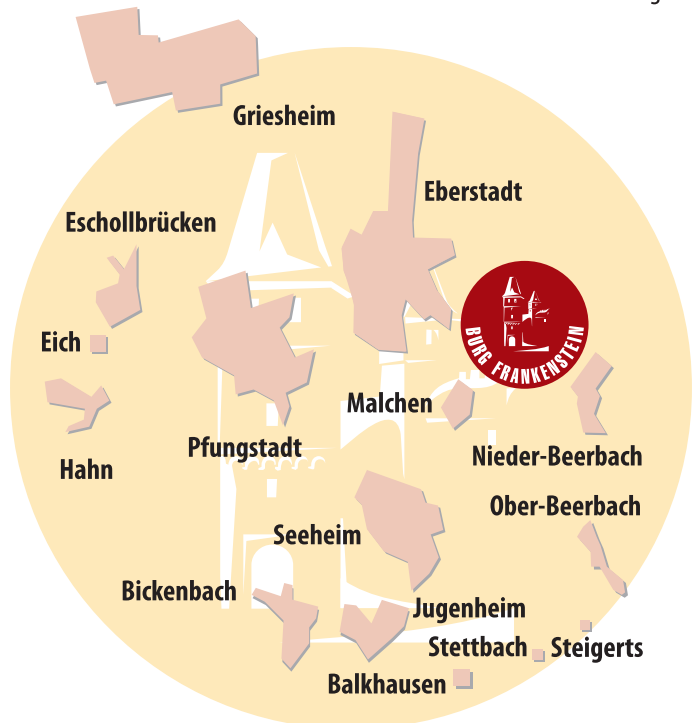 Griesheim
Eberstadt
Eschollbrücken
Eich
BURG FRANKENSTEIN
Malchen
Pfungstadt
Hahn
Nieder-Beerbach
Ober-Beerbach
Seeheim
Bickenbach
Jugenheim
Stettbach
Steigerts
Balkhausen